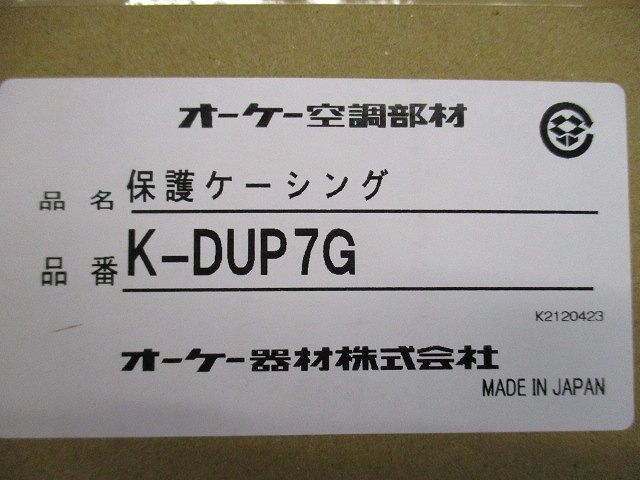 オーケー空調部材
品名 保護ケーシング
品番 K-DUP7G
K2120423
オーケー器材株式会社
MADE IN JAPAN